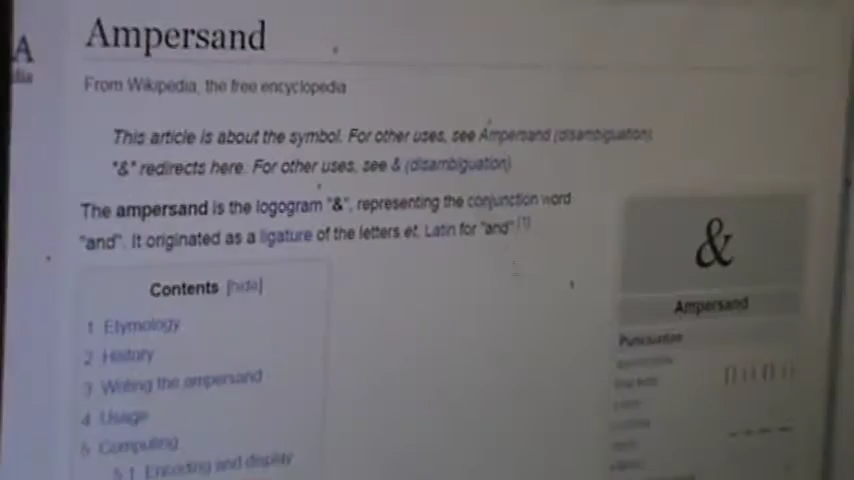 Ampersand
From Wikipedia, the free encyclopedia
This article is about the symbol. For other uses, see Ampersand (disambiguation).
"&" redirects here. For other uses, see & (disambiguation).
The ampersand is the logogram "&", representing the conjunction word
"and". It originated as a ligature of the letters et, Latin for "and".[1]
Contents [hide]
1 Etymology
2 History
3 Writing the ampersand
4 Usage
5 Computing
5.1 Encoding and display
&
Ampersand
Punctuation